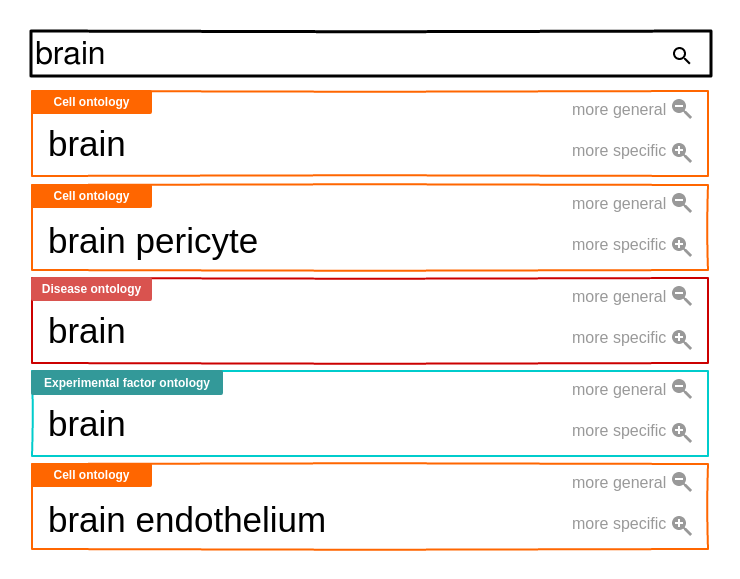 brain
Cell ontology
more general
brain
more specific
Cell ontology
more general
brain pericyte
more specific
Disease ontology
more general
brain
more specific
Experimental factor ontology
more general
brain
more specific
Cell ontology
more general
brain endothelium
more specific